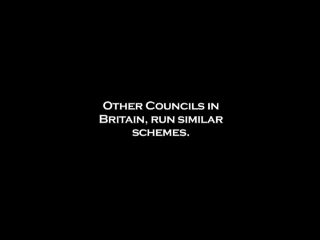 Other Councils in
Britain, run similar
schemes.